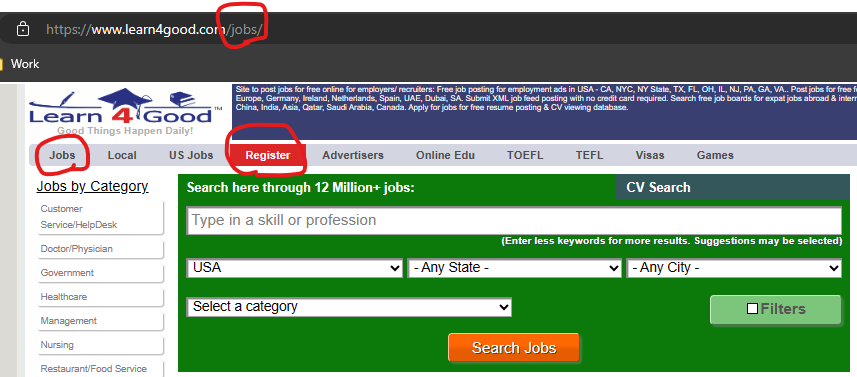 https://www.learn4good.com/jobs/
Work
Learn 4 Good™
Good Things Happen Daily!
Site to post jobs for free online for employers/ recruiters: Free job posting for employment ads in USA - CA, NYC, NY State, TX, FL, OH, IL, NJ, PA, GA, VA.. Post jobs for free f
Europe, Germany, Ireland, Netherlands, Spain, UAE, Dubai, SA. Submit XML job feed posting with no credit card required. Search free job boards for expat jobs abroad & intern
China, India, Asia, Qatar, Saudi Arabia, Canada. Apply for jobs for free resume posting & CV viewing database.
Jobs Local US Jobs Register Advertisers Online Edu TOEFL TEFL Visas Games
Jobs by Category
Customer
Service/HelpDesk
Doctor/Physician
Government
Healthcare
Management
Nursing
Restaurant/Food Service
Search here through 12 Million+ jobs:
CV Search
Type in a skill or profession
(Enter less keywords for more results. Suggestions may be selected)
USA - Any State - - Any City -
Select a category
Filters
Search Jobs